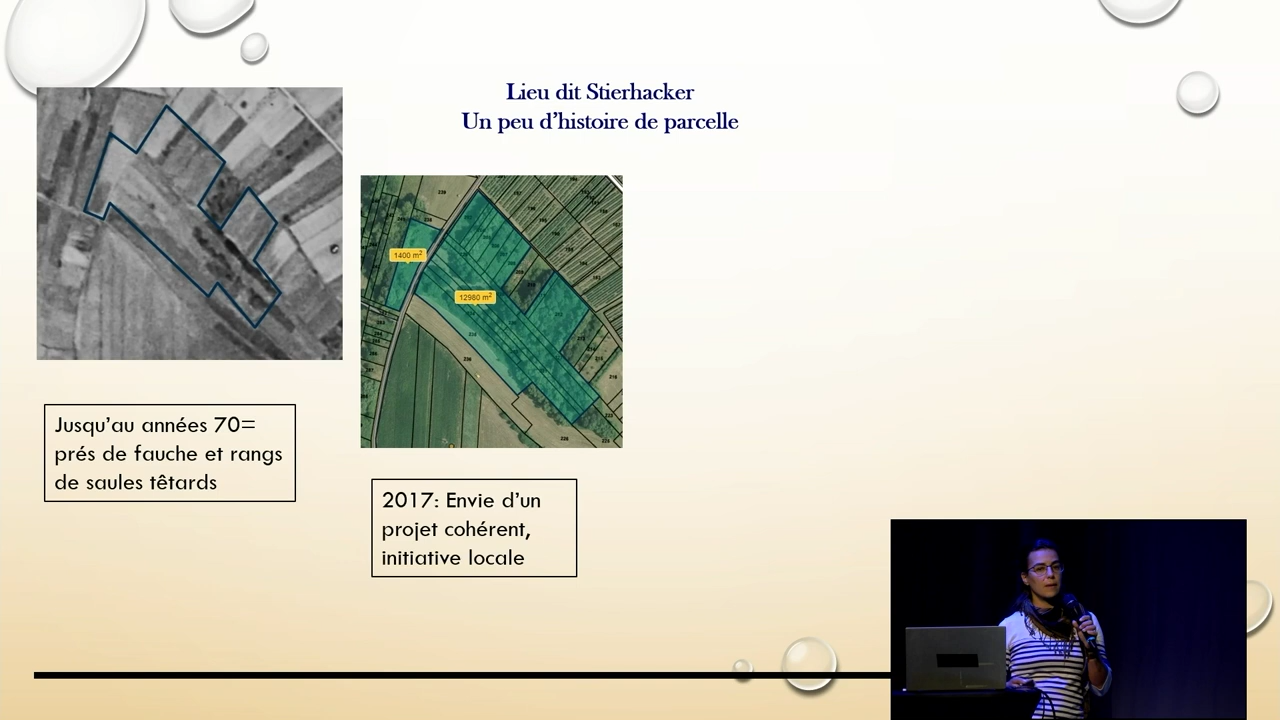 Lieu dit Stierhacker
Un peu d'histoire de parcelle
1400 m²
12980 m²
Jusqu'au années 70=
prés de fauche et rangs
de saules têtards
2017: Envie d'un
projet cohérent,
initiative locale